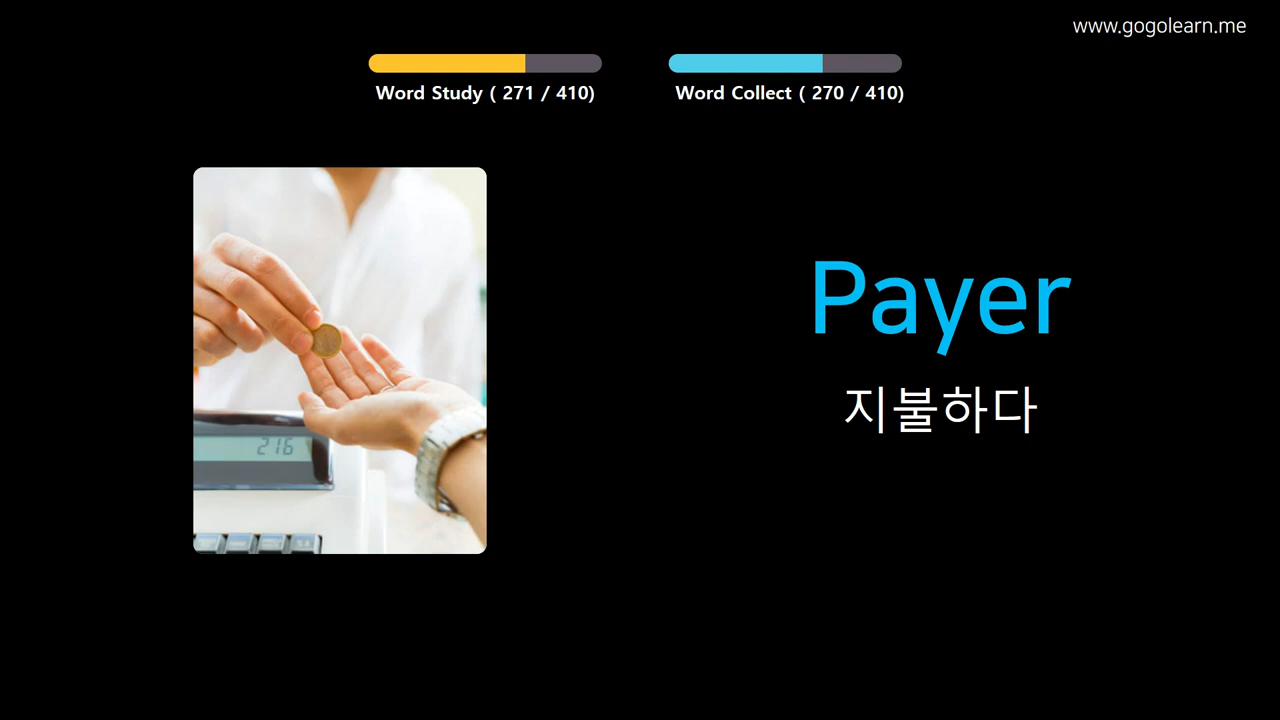 www.gogolearn.me
Word Study ( 271 / 410)
Word Collect ( 270 / 410)
216
Payer
지불하다